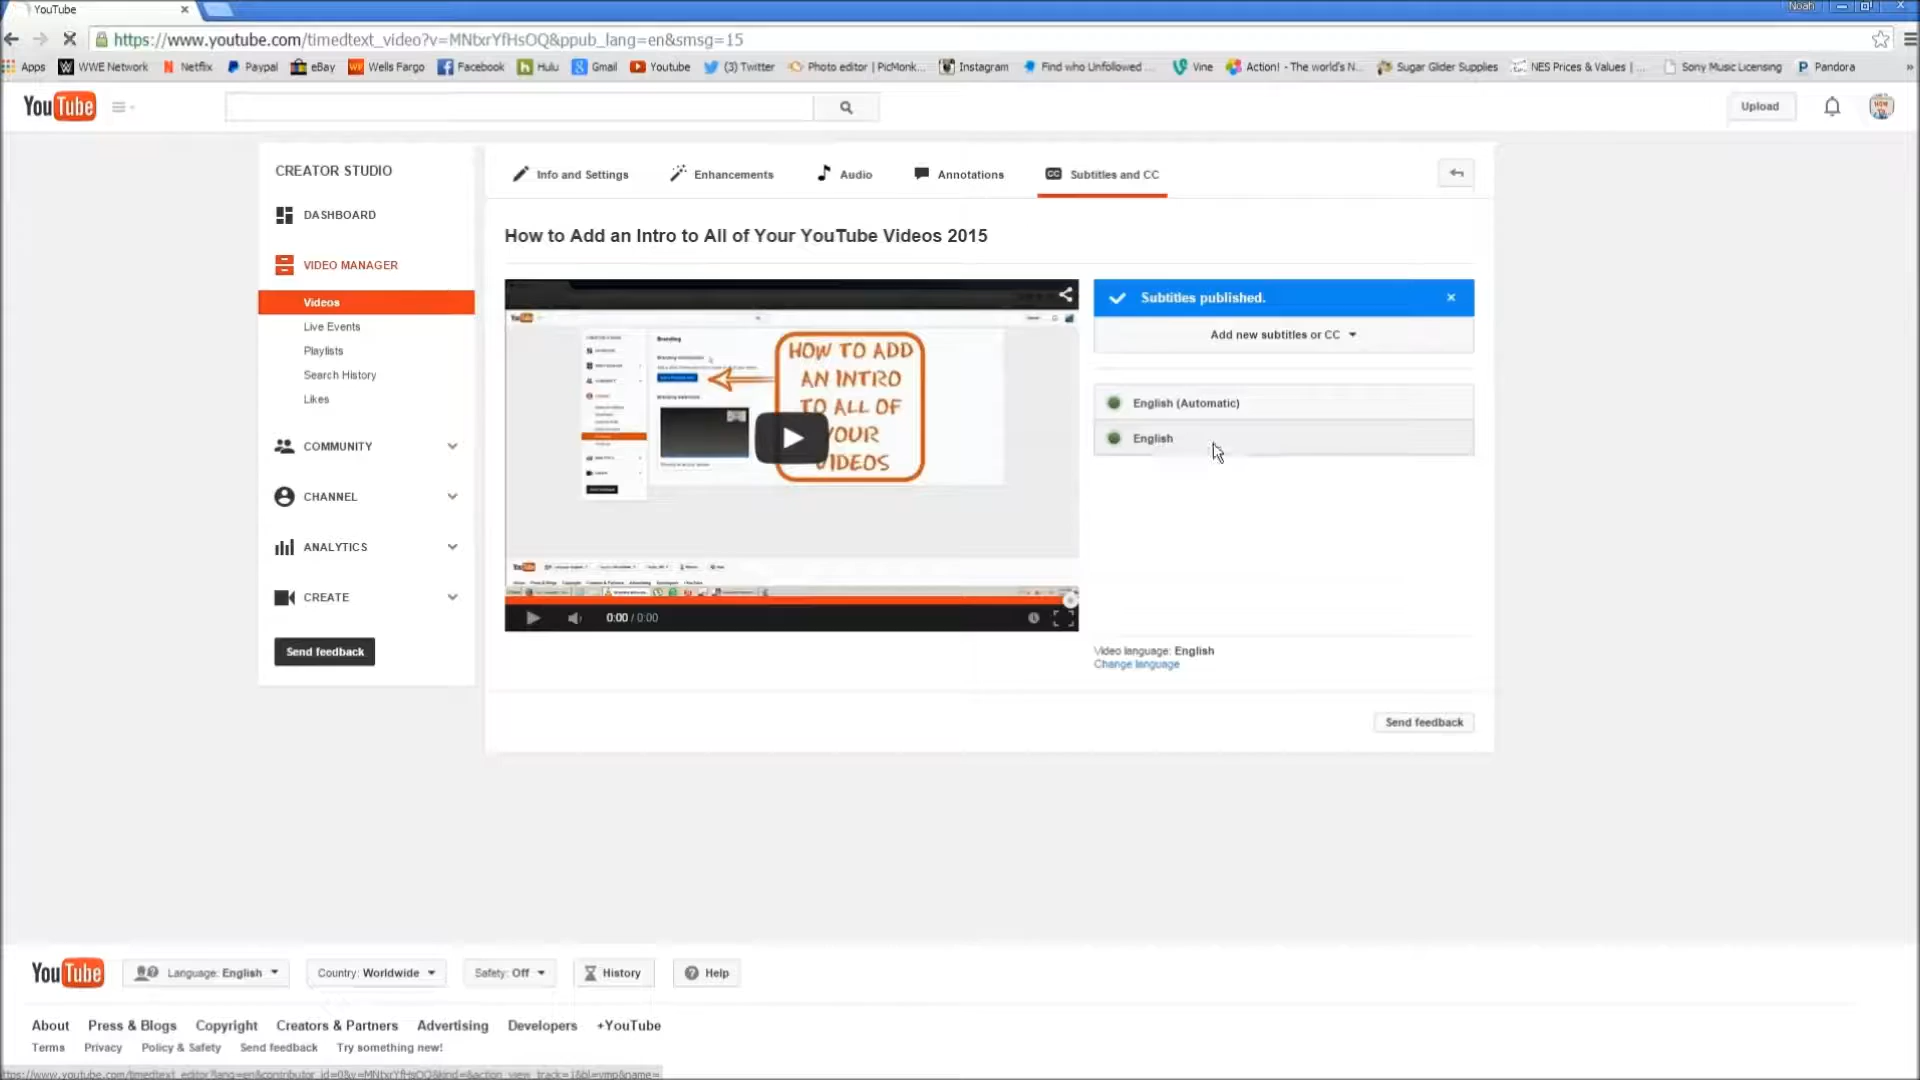 YouTube
Noah
https://www.youtube.com/timedtext_video?v=MNtxrYfHsOQ&ppub_lang=en&smsg=15
Apps WWE Network Netflix Paypal eBay Wells Fargo Facebook Hulu Gmail Youtube (3) Twitter Photo editor | PicMonk... Instagram Find who Unfollowed ... Vine Action! - The world's N... Sugar Glider Supplies NES Prices & Values | ... Sony Music Licensing Pandora »
YouTube Upload
CREATOR STUDIO
DASHBOARD
VIDEO MANAGER
Videos
Live Events
Playlists
Search History
Likes
COMMUNITY
CHANNEL
ANALYTICS
CREATE
Send feedback
Info and Settings Enhancements Audio Annotations CC Subtitles and CC
How to Add an Intro to All of Your YouTube Videos 2015
Branding
HOW TO ADD
AN INTRO
TO ALL OF
YOUR
VIDEOS
0:00 / 0:00
Subtitles published.
Add new subtitles or CC
English (Automatic)
English
Video language: English
Change language
Send feedback
YouTube Language: English Country: Worldwide Safety: Off History Help
About Press & Blogs Copyright Creators & Partners Advertising Developers +YouTube
Terms Privacy Policy & Safety Send feedback Try something new!